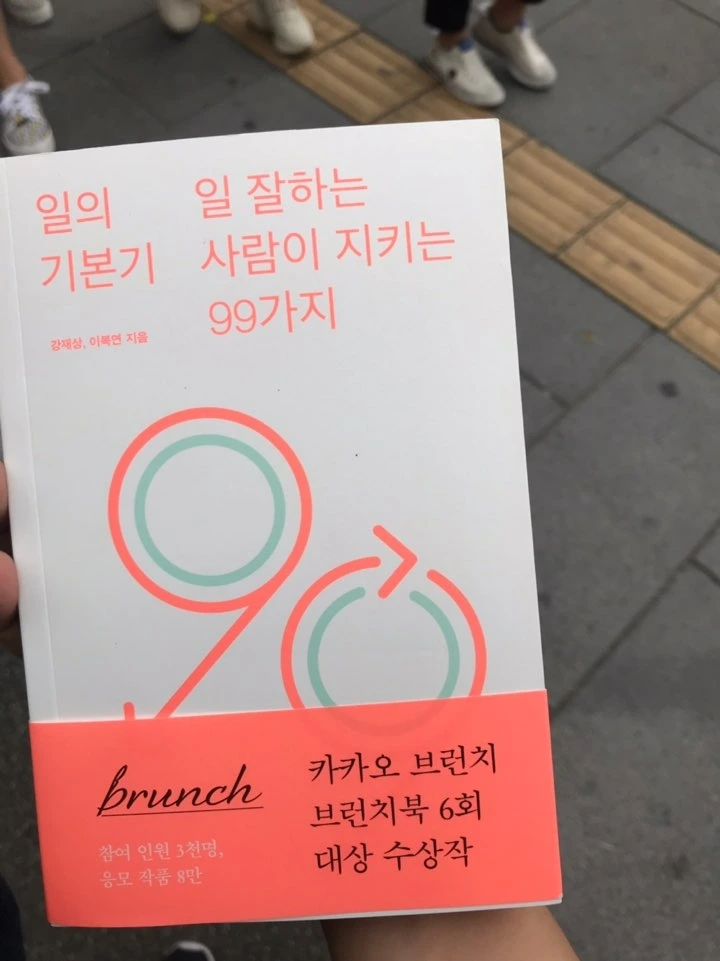 일의
기본기
일 잘하는
사람이 지키는
99가지
강재상, 이복연 지음
brunch
참여 인원 3천명,
응모 작품 8만
카카오 브런치
브런치북 6회
대상 수상작